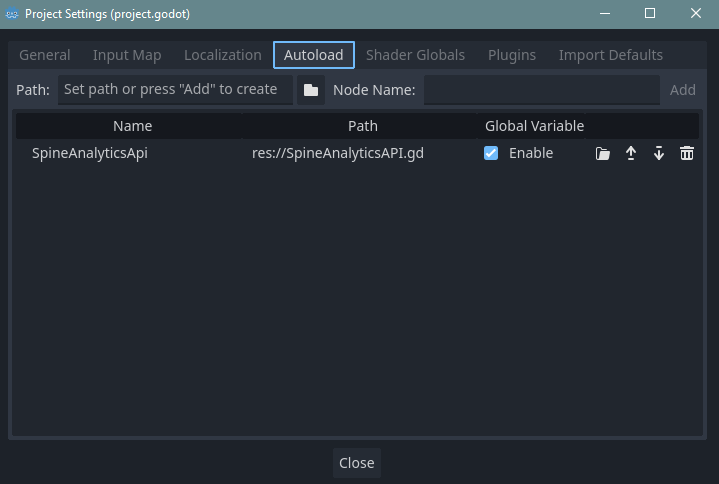 Project Settings (project.godot)
General Input Map Localization Autoload Shader Globals Plugins Import Defaults
Path: Set path or press "Add" to create Node Name: Add
Name Path Global Variable
SpineAnalyticsApi res://SpineAnalyticsAPI.gd Enable
Close